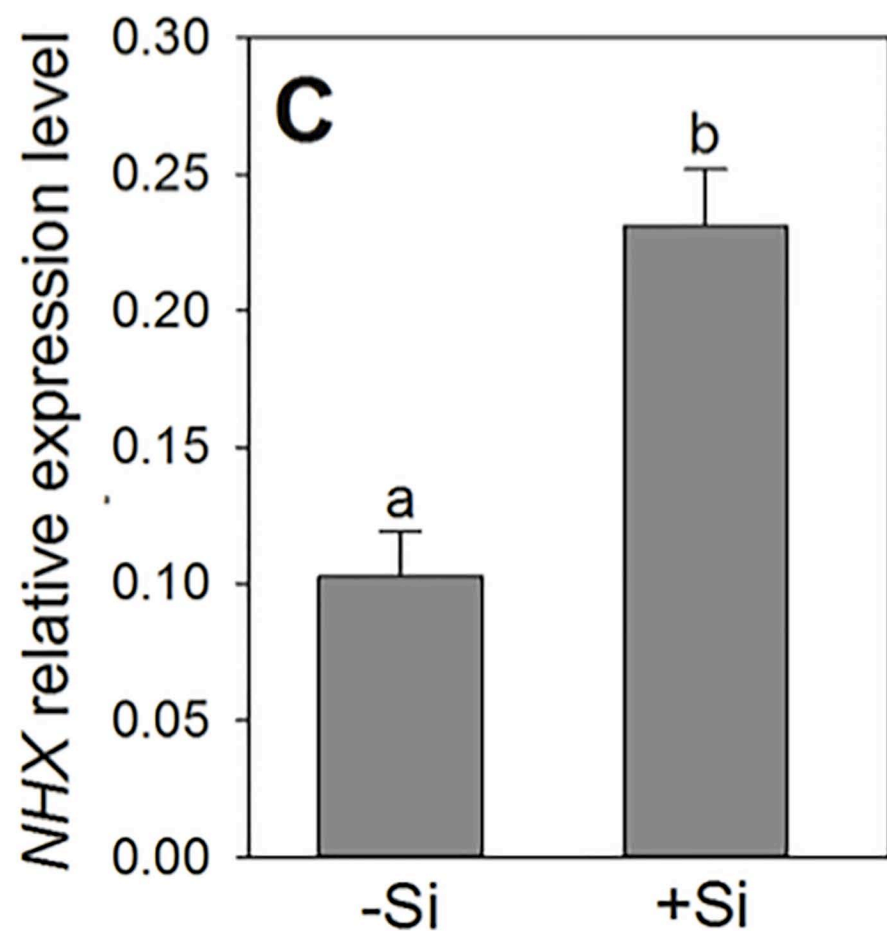 NHX relative expression level
0.30
0.25
0.20
0.15
0.10
0.05
0.00
C
a
b
-Si
+Si